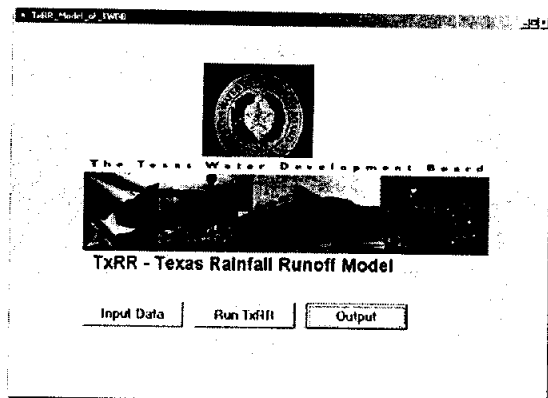 TxRR_Model_of_TWDB
The Texas Water Development Board
TxRR - Texas Rainfall Runoff Model
Input Data
Run TxRR
Output